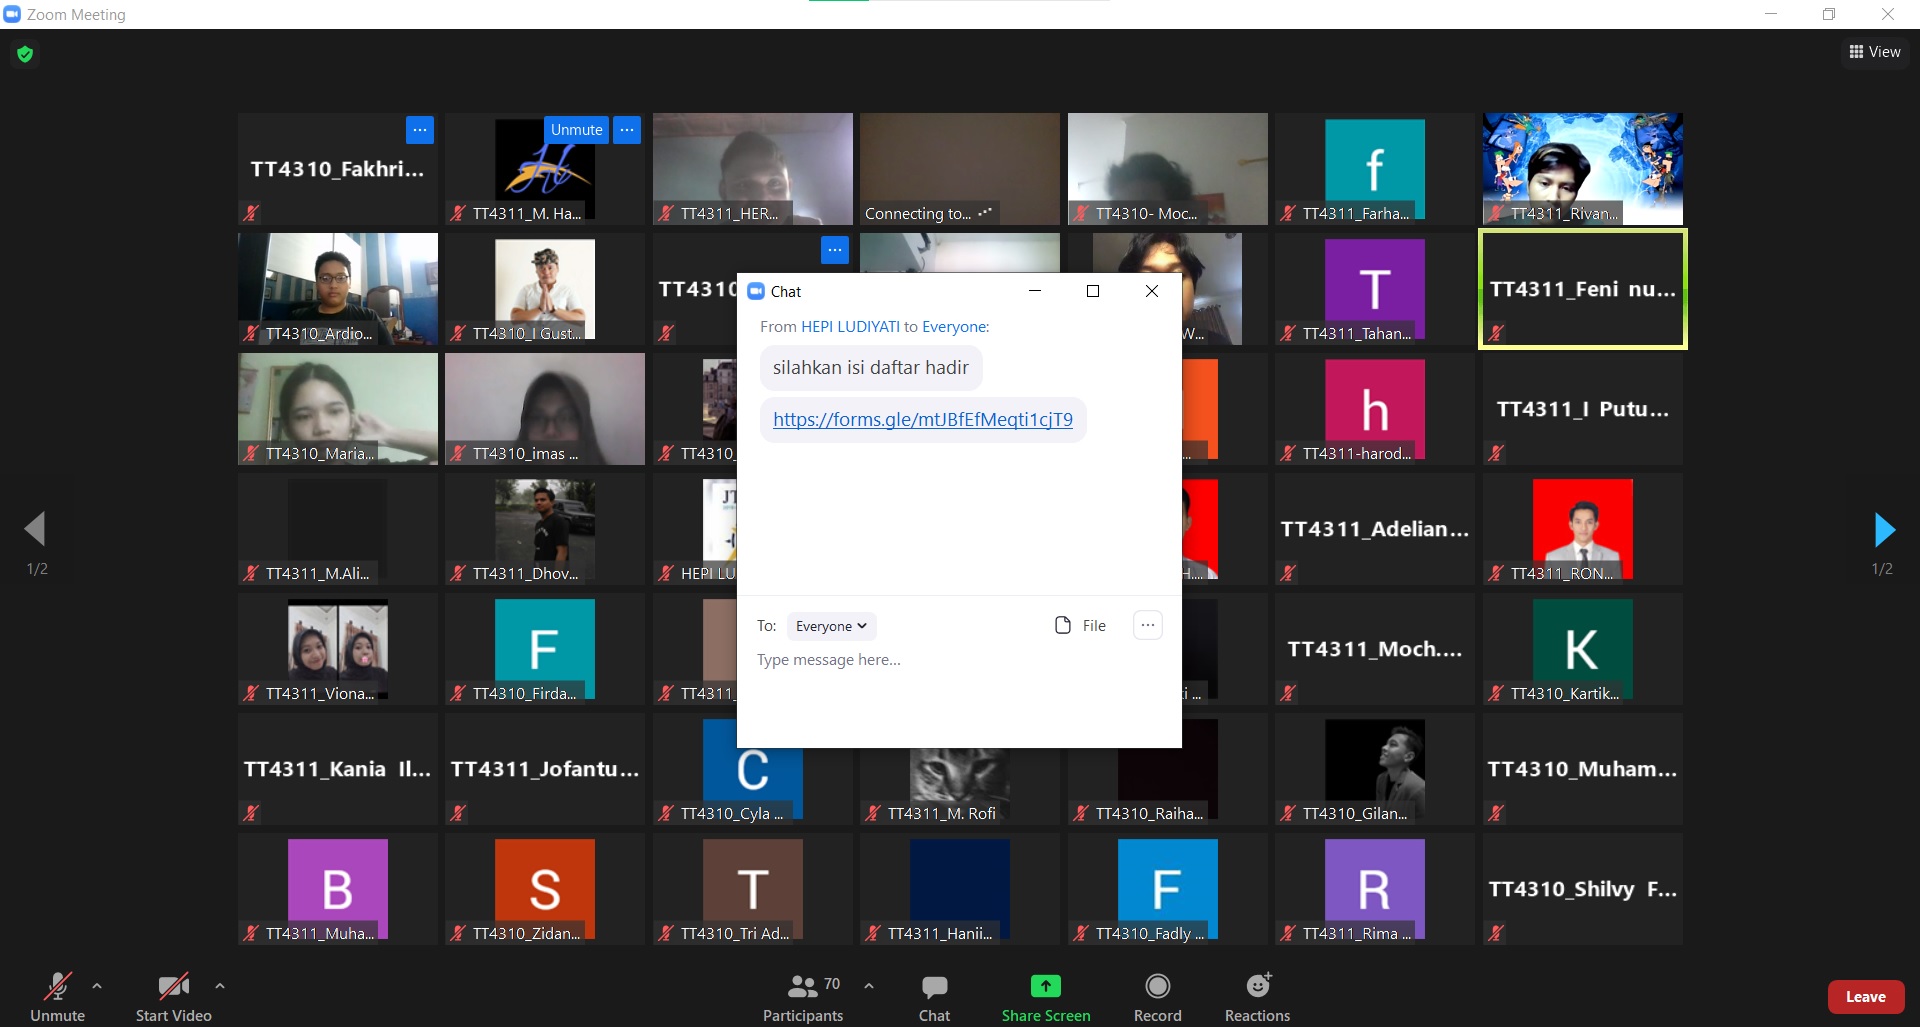 Zoom Meeting
View
TT4310_Fakhri...
Unmute
TT4311_M. Ha...
TT4311_HER...
Connecting to...
TT4310- Moc...
f
TT4311_Farha...
TT4311_Rivan...
TT4310_Ardio...
TT4310_I Gust...
TT4310
W...
T
TT4311_Tahan...
TT4311_Feni nu...
TT4310_Maria...
TT4310_imas ...
TT4310_
...
h
TT4311-harod...
TT4311_I Putu...
Chat
From HEPI LUDIYATI to Everyone:
silahkan isi daftar hadir
https://forms.gle/mtJBfEfMeqti1cjT9
To: Everyone
File
Type message here...
1/2
TT4311_M.Ali...
TT4311_Dhov...
JT
HEPI LU
H....
TT4311_Adelian...
TT4311_RON...
1/2
TT4311_Viona...
F
TT4310_Firda...
TT4311_
ti ...
TT4311_Moch....
K
TT4310_Kartik...
TT4311_Kania Il...
TT4311_Jofantu...
C
TT4310_Cyla ...
TT4311_M. Rofi
TT4310_Raiha...
TT4310_Gilan...
TT4310_Muham...
B
TT4311_Muha...
S
TT4310_Zidan...
T
TT4310_Tri Ad...
TT4311_Hanii...
F
TT4310_Fadly ...
R
TT4311_Rima ...
TT4310_Shilvy F...
Unmute
Start Video
70
Participants
Chat
Share Screen
Record
Reactions
Leave